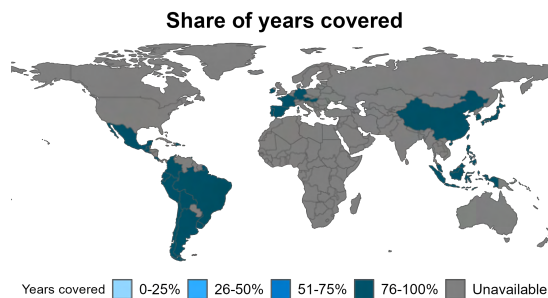 Share of years covered
Years covered 0-25% 26-50% 51-75% 76-100% Unavailable